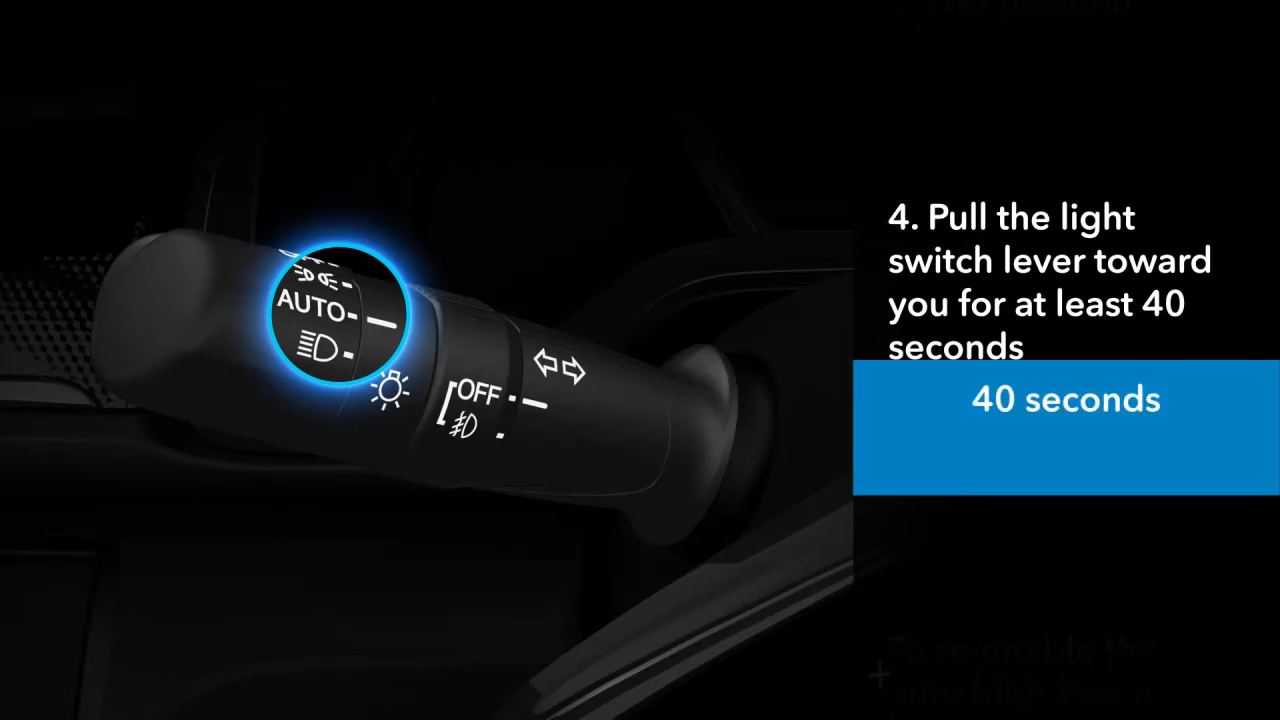 4. Pull the light
switch lever toward
you for at least 40
seconds
40 seconds
AUTO
OFF